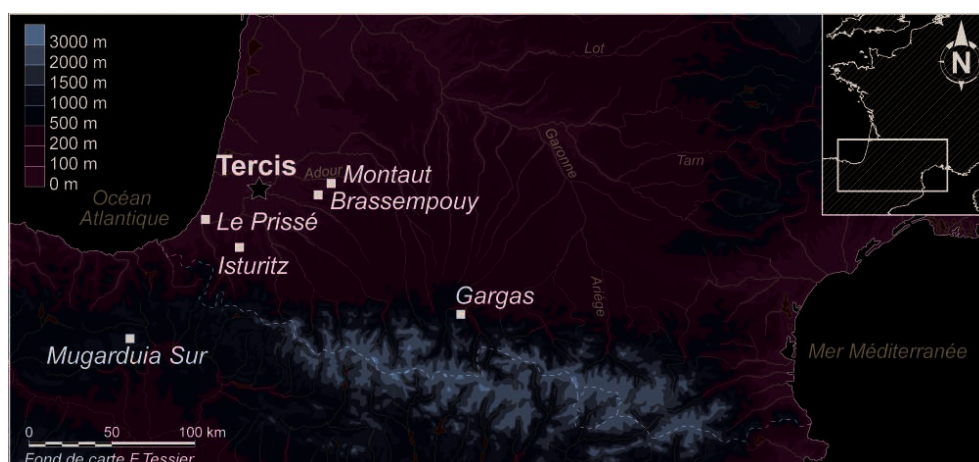 3000 m
2000 m
1500 m
1000 m
500 m
200 m
100 m
0 m
N
Lot
Garonne
Tarn
Tercis
Adour
Montaut
Brassempouy
Océan
Atlantique
Le Prissé
Isturitz
Ariège
Gargas
Mugarduia Sur
Mer Méditerranée
0 50 100 km
Fond de carte F.Tessier